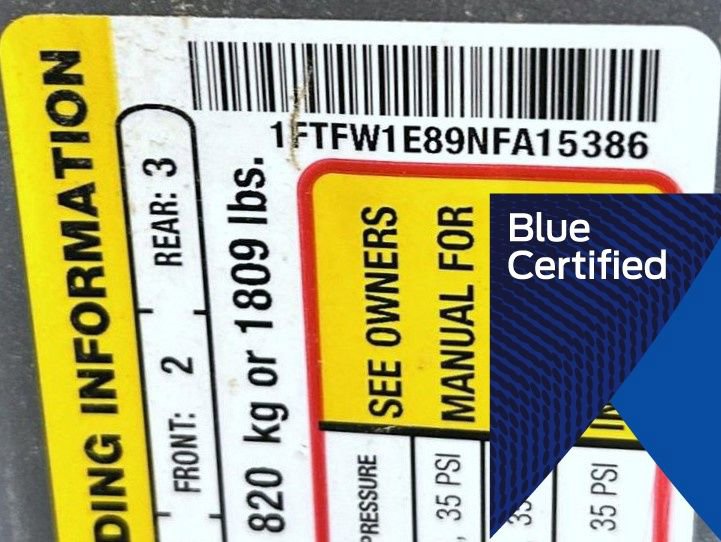 DING INFORMATION
FRONT: 2 REAR: 3
820 kg or 1809 lbs.
1FTFW1E89NFA15386
SEE OWNERS
MANUAL FOR
PRESSURE
, 35 PSI
35 PSI
Blue
Certified